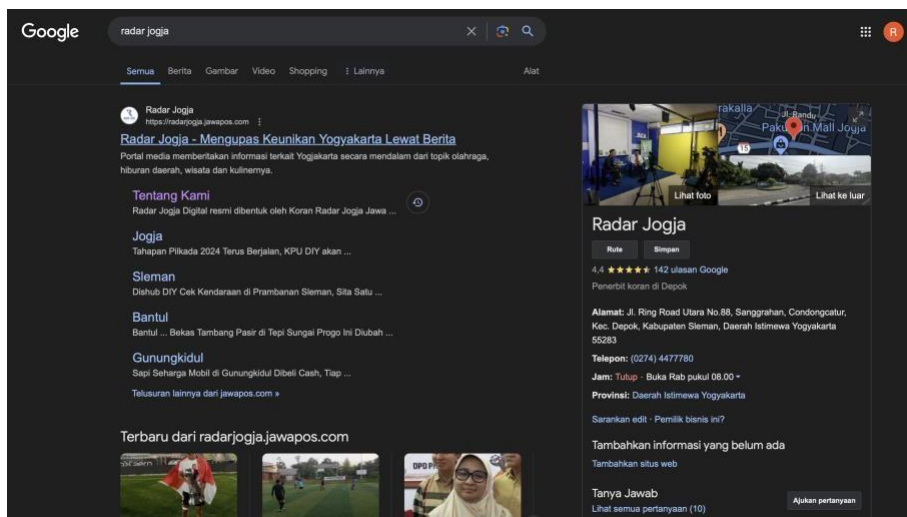 Google
radar jogja
Semua Berita Gambar Video Shopping Lainnya Alat
Radar Jogja
https://radarjogja.jawapos.com
Radar Jogja - Mengupas Keunikan Yogyakarta Lewat Berita
Portal media memberitakan informasi terkait Yogjakarta secara mendalam dari topik olahraga,
hiburan daerah, wisata dan kulinernya.
Tentang Kami
Radar Jogja Digital resmi dibentuk oleh Koran Radar Jogja Jawa ...
Jogja
Tahapan Pilkada 2024 Terus Berjalan, KPU DIY akan ...
Sleman
Dishub DIY Cek Kendaraan di Prambanan Sleman, Sita Satu ...
Bantul
Bantul ... Bekas Tambang Pasir di Tepi Sungai Progo Ini Diubah ...
Gunungkidul
Sapi Seharga Mobil di Gunungkidul Dibeli Cash, Tiap ...
Telusuran lainnya dari jawapos.com »
Terbaru dari radarjogja.jawapos.com
DPD P
R
rakalla
Jl. Randu
Mall Jogja
15
Lihat foto
Lihat ke luar
Radar Jogja
Rute Simpan
4,4 142 ulasan Google
Penerbit koran di Depok
Alamat: Jl. Ring Road Utara No.88, Sanggrahan, Condongcatur,
Kec. Depok, Kabupaten Sleman, Daerah Istimewa Yogyakarta
55283
Telepon: (0274) 4477780
Jam: Tutup · Buka Rab pukul 08.00
Provinsi: Daerah Istimewa Yogyakarta
Sarankan edit · Pemilik bisnis ini?
Tambahkan informasi yang belum ada
Tambahkan situs web
Tanya Jawab
Lihat semua pertanyaan (10)
Ajukan pertanyaan